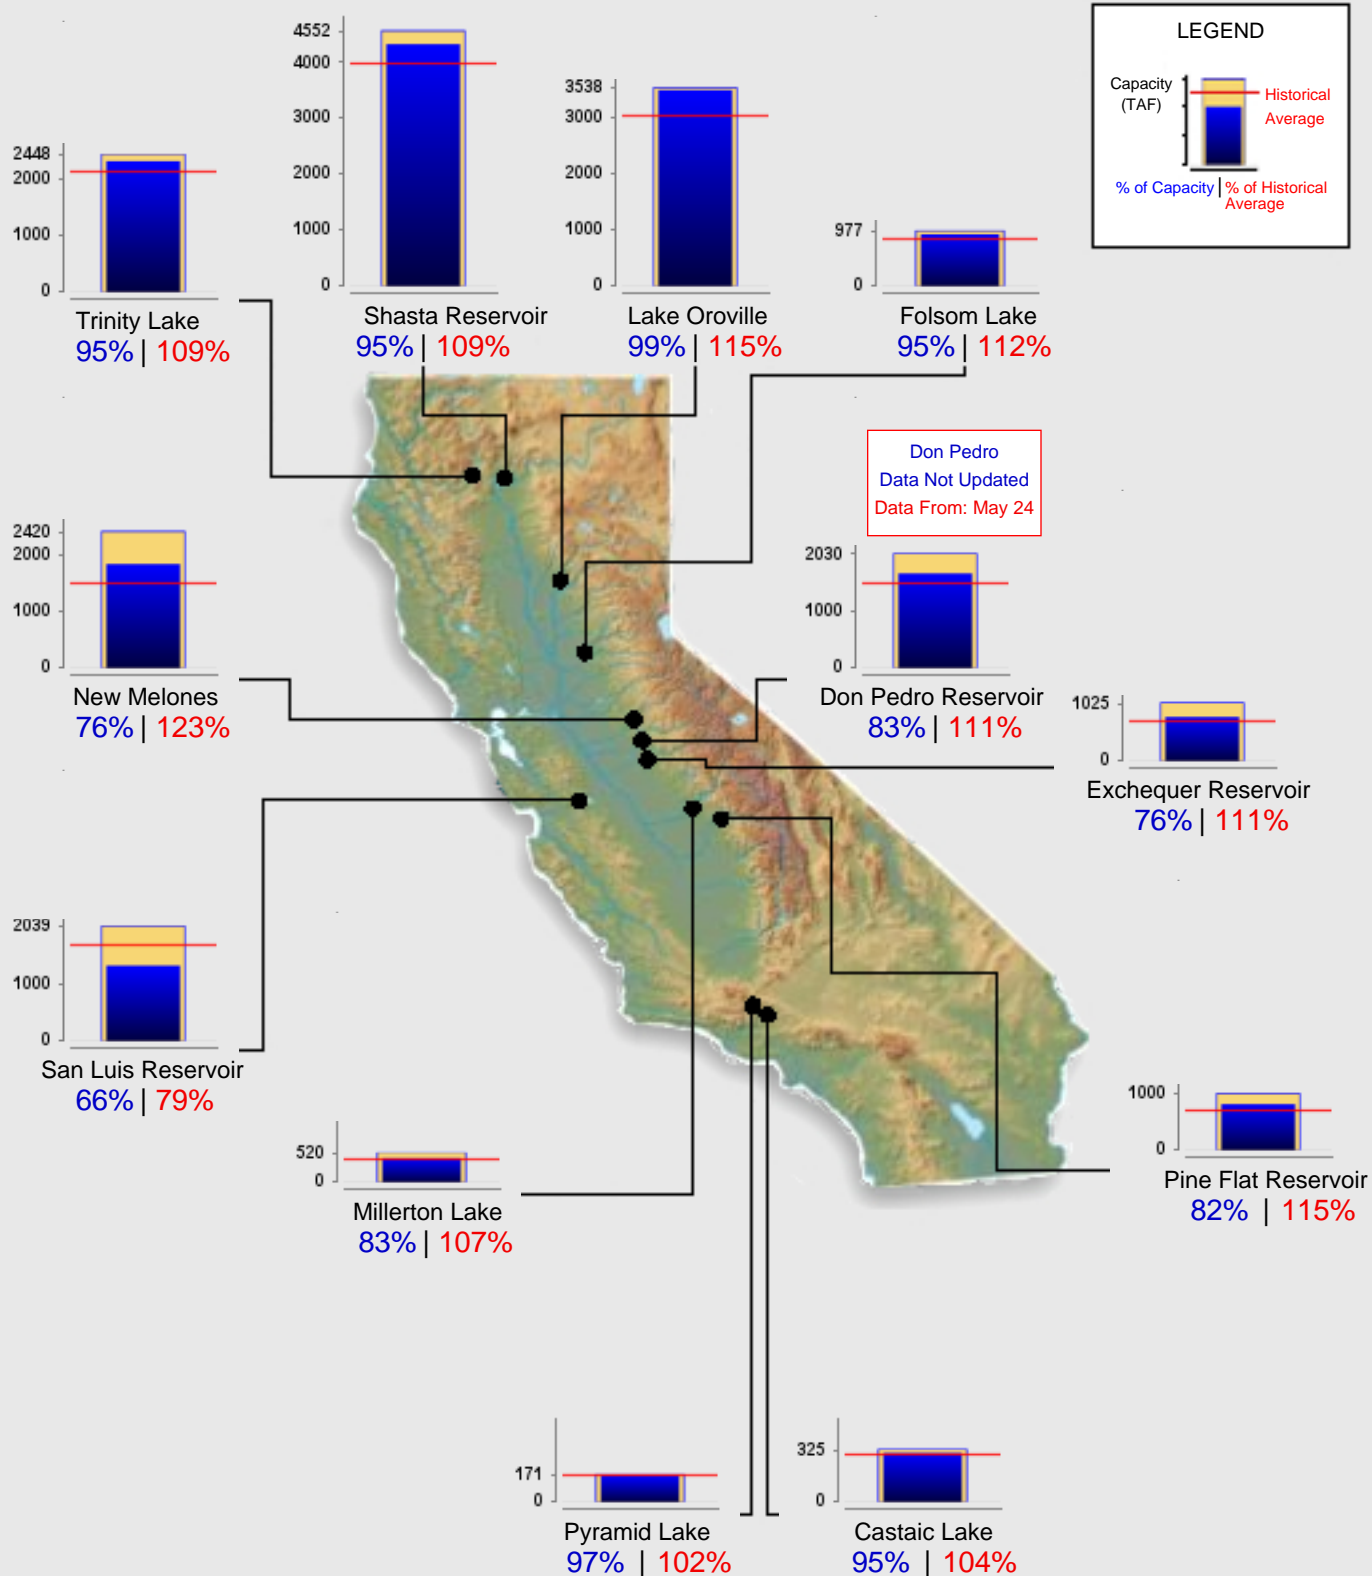 LEGEND
Capacity
(TAF)
Historical
Average
% of Capacity | % of Historical
Average
4552
4000
3000
2000
1000
0
Shasta Reservoir
95% | 109%
3538
3000
2000
1000
0
Lake Oroville
99% | 115%
2448
2000
1000
0
Trinity Lake
95% | 109%
977
0
Folsom Lake
95% | 112%
Don Pedro
Data Not Updated
Data From: May 24
2420
2000
1000
0
New Melones
76% | 123%
2030
1000
0
Don Pedro Reservoir
83% | 111%
1025
0
Exchequer Reservoir
76% | 111%
2039
1000
0
San Luis Reservoir
66% | 79%
1000
0
Pine Flat Reservoir
82% | 115%
520
0
Millerton Lake
83% | 107%
171
0
Pyramid Lake
97% | 102%
325
0
Castaic Lake
95% | 104%